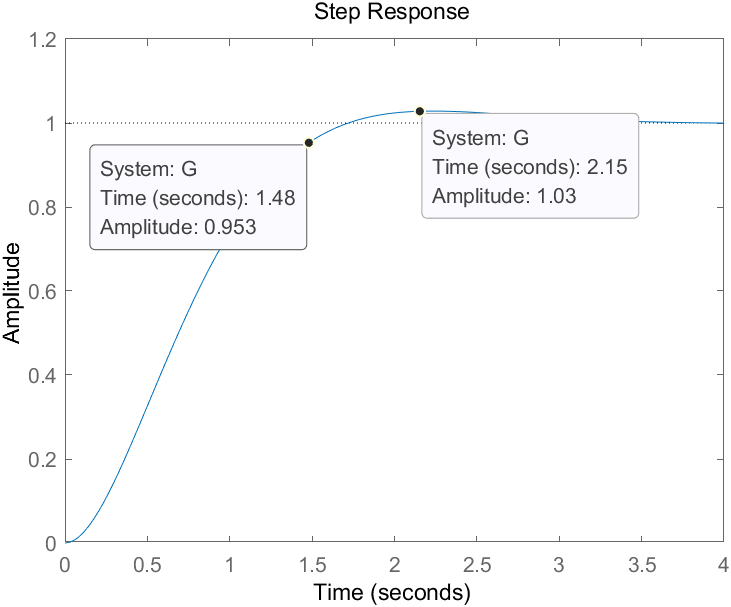 Step Response
1.2
1
0.8
0.6
0.4
0.2
0
Amplitude
System: G
Time (seconds): 1.48
Amplitude: 0.953
System: G
Time (seconds): 2.15
Amplitude: 1.03
0 0.5 1 1.5 2 2.5 3 3.5 4
Time (seconds)